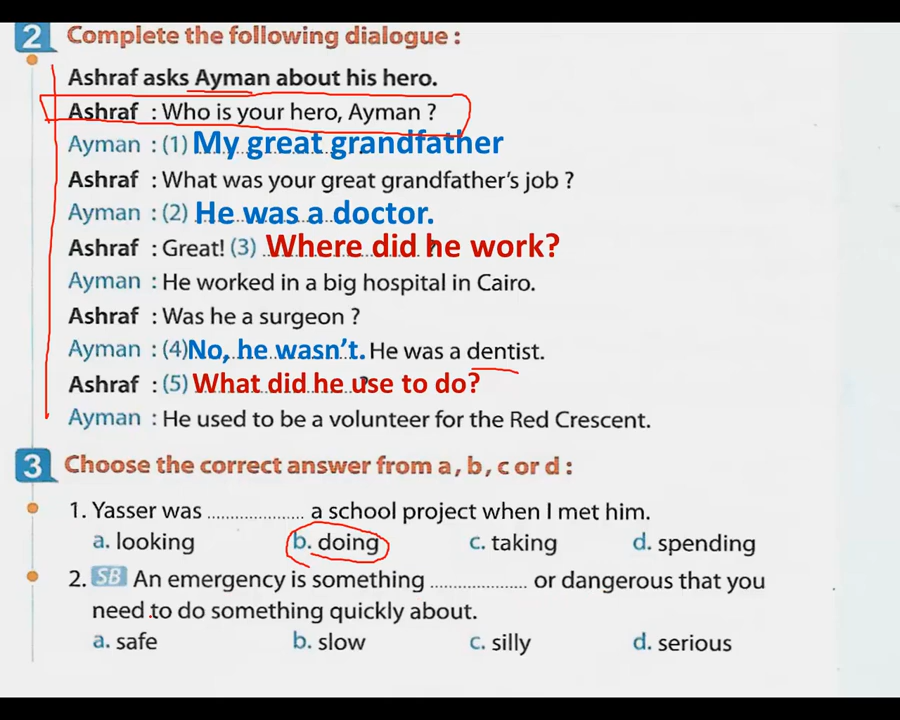 2 Complete the following dialogue :
Ashraf asks Ayman about his hero.
Ashraf : Who is your hero, Ayman ?
Ayman : (1) My great grandfather
Ashraf : What was your great grandfather's job ?
Ayman : (2) He was a doctor.
Ashraf : Great! (3) Where did he work?
Ayman : He worked in a big hospital in Cairo.
Ashraf : Was he a surgeon ?
Ayman : (4) No, he wasn't. He was a dentist.
Ashraf : (5) What did he use to do?
Ayman : He used to be a volunteer for the Red Crescent.
3 Choose the correct answer from a , b , c or d :
1. Yasser was .................... a school project when I met him.
a. looking b. doing c. taking d. spending
2. SB An emergency is something .................... or dangerous that you
need to do something quickly about.
a. safe b. slow c. silly d. serious